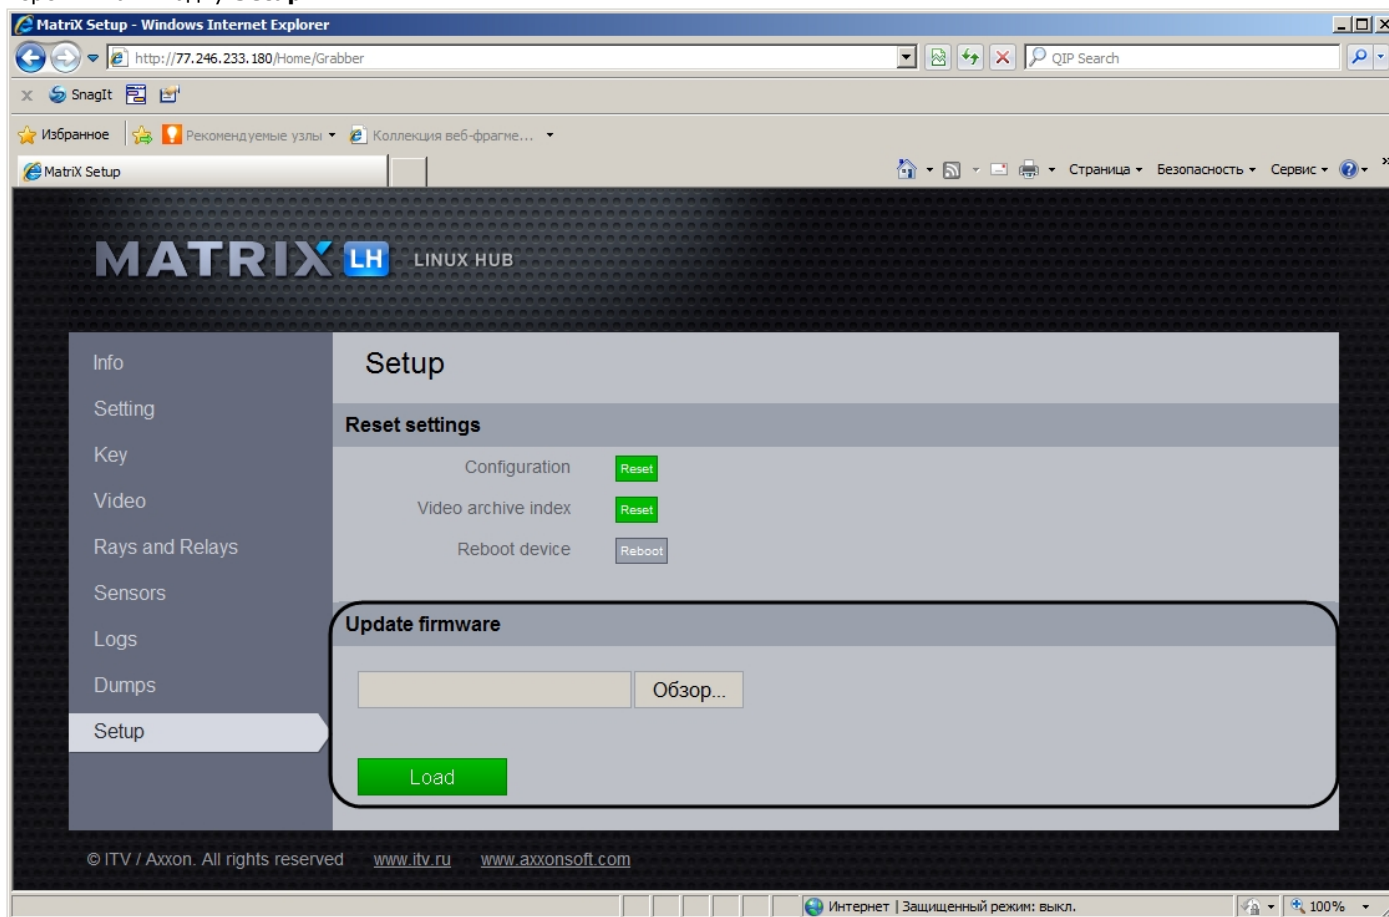 MatriX Setup - Windows Internet Explorer
http://77.246.233.180/Home/Grabber
QIP Search
x SnagIt
Избранное Рекомендуемые узлы Коллекция веб-фрагме...
MatriX Setup
Страница Безопасность Сервис
MATRIX LH LINUX HUB
Info
Setting
Key
Video
Rays and Relays
Sensors
Logs
Dumps
Setup
Setup
Reset settings
Configuration Reset
Video archive index Reset
Reboot device Reboot
Update firmware
Обзор...
Load
© ITV / Axxon. All rights reserved www.itv.ru www.axxonsoft.com
Интернет | Защищенный режим: выкл. 100%